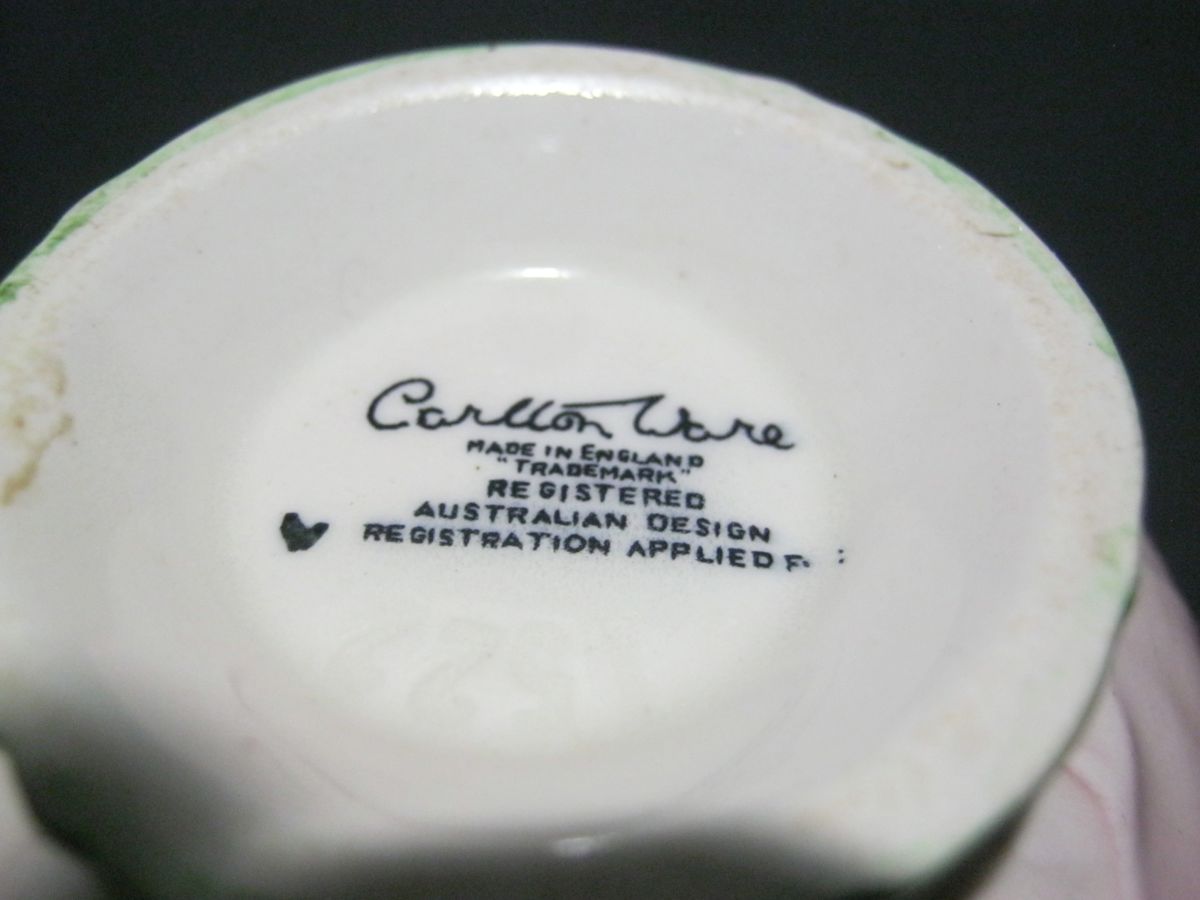 Carlton Ware
MADE IN ENGLAND
"TRADEMARK"
REGISTERED
AUSTRALIAN DESIGN
REGISTRATION APPLIED